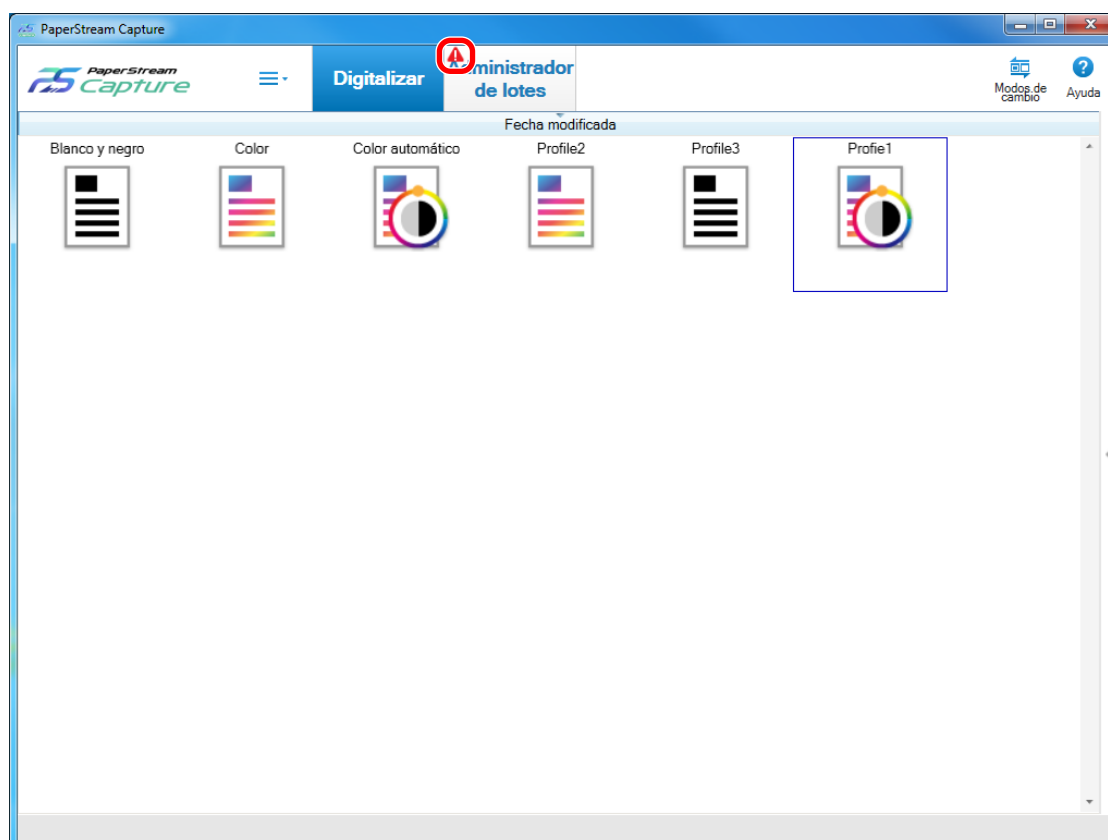 PaperStream Capture
PaperStream
Capture
Digitalizar
ministrador
de lotes
Modos de
cambio
Ayuda
Fecha modificada
Blanco y negro
Color
Color automático
Profile2
Profile3
Profie1